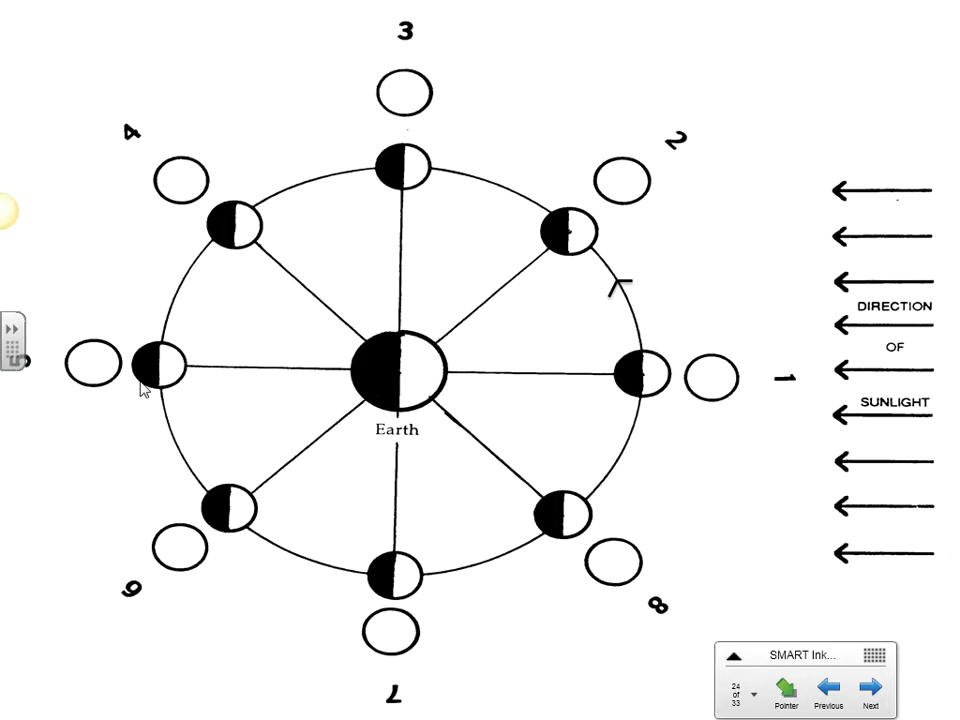 3
4
2
DIRECTION
OF
SUNLIGHT
5
1
Earth
6
8
7
SMART Ink...
24
of
33
Pointer
Previous
Next